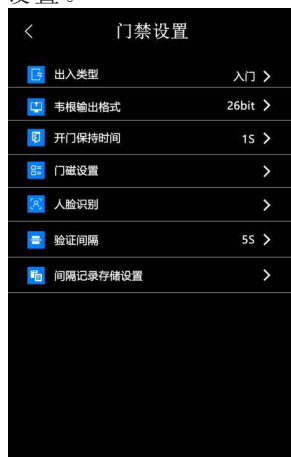 门禁设置
出入类型 入门
韦根输出格式 26bit
开门保持时间 1S
门磁设置
人脸识别
验证间隔 5S
间隔记录存储设置